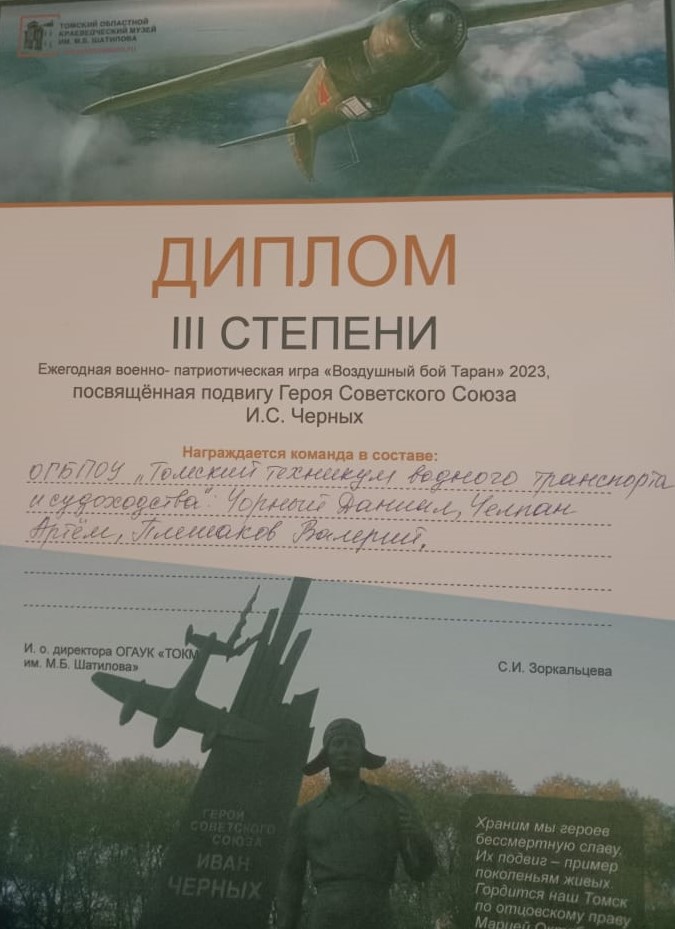 ТОМСКИЙ ОБЛАСТНОЙ
КРАЕВЕДЧЕСКИЙ МУЗЕЙ
ИМ. М.Б. ШАТИЛОВА
ДИПЛОМ
III СТЕПЕНИ
Ежегодная военно- патриотическая игра «Воздушный бой Таран» 2023,
посвящённая подвигу Героя Советского Союза
И.С. Черных
Награждается команда в составе:
ОГБПОУ „Томский техникум водного транспорта
и судоходства": Чорный Даниил, Челпан
Артём, Плешаков Валерий.
И. о. директора ОГАУК «ТОКМ
им. М.Б. Шатилова»
С.И. Зоркальцева
ГЕРОЙ
СОВЕТСКОГО
СОЮЗА
ИВАН
ЧЕРНЫХ
Храним мы героев
бессмертную славу,
Их подвиг – пример
поколеньям живых.
Гордится наш Томск
по отцовскому праву